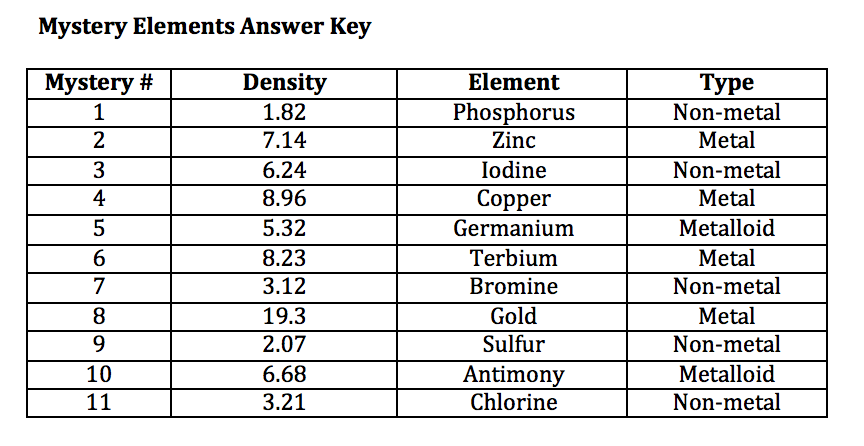 Mystery Elements Answer Key
Mystery # Density Element Type
1 1.82 Phosphorus Non-metal
2 7.14 Zinc Metal
3 6.24 Iodine Non-metal
4 8.96 Copper Metal
5 5.32 Germanium Metalloid
6 8.23 Terbium Metal
7 3.12 Bromine Non-metal
8 19.3 Gold Metal
9 2.07 Sulfur Non-metal
10 6.68 Antimony Metalloid
11 3.21 Chlorine Non-metal